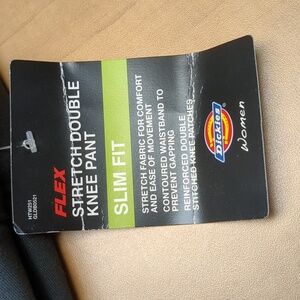 FLEX
STRETCH DOUBLE
KNEE PANT
SLIM FIT
STRETCH FABRIC FOR COMFORT
AND EASE OF MOVEMENT
CONTOURED WAISTBAND TO
PREVENT GAPPING
REINFORCED DOUBLE
STITCHED KNEE PATCHES
Dickies
Women